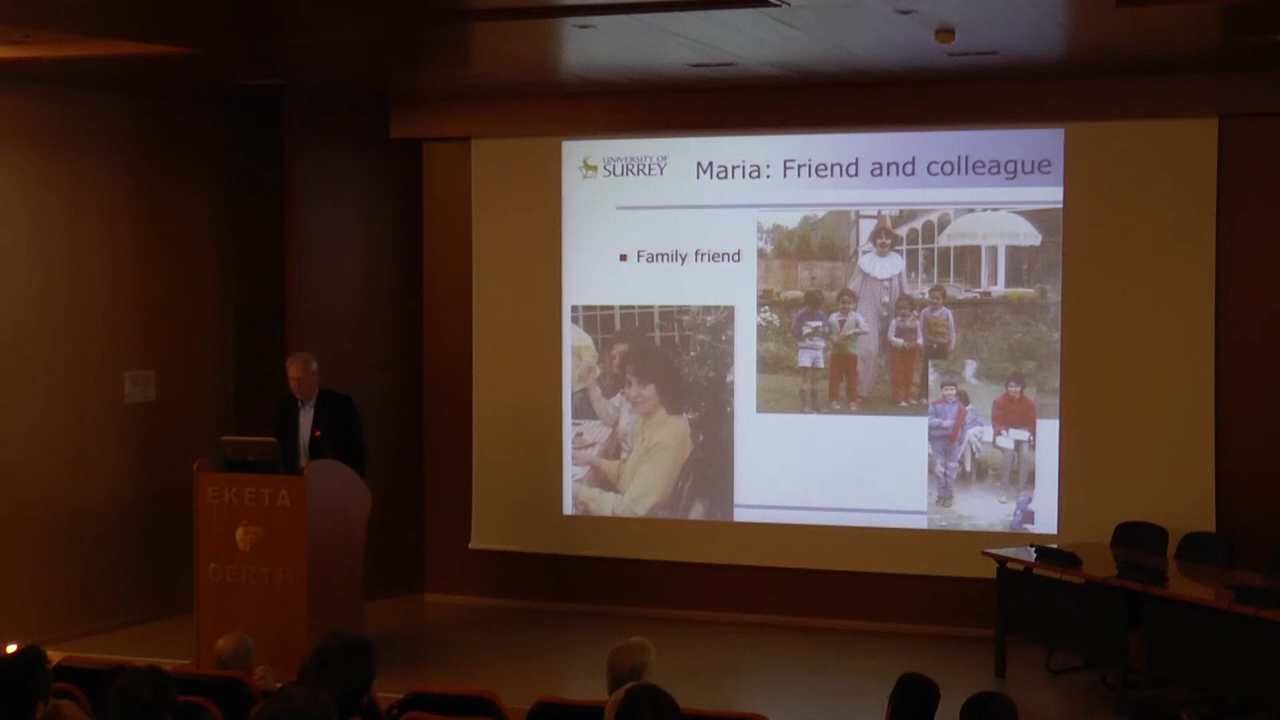 UNIVERSITY OF
SURREY
Maria: Friend and colleague
Family friend
EKETA
CERTH